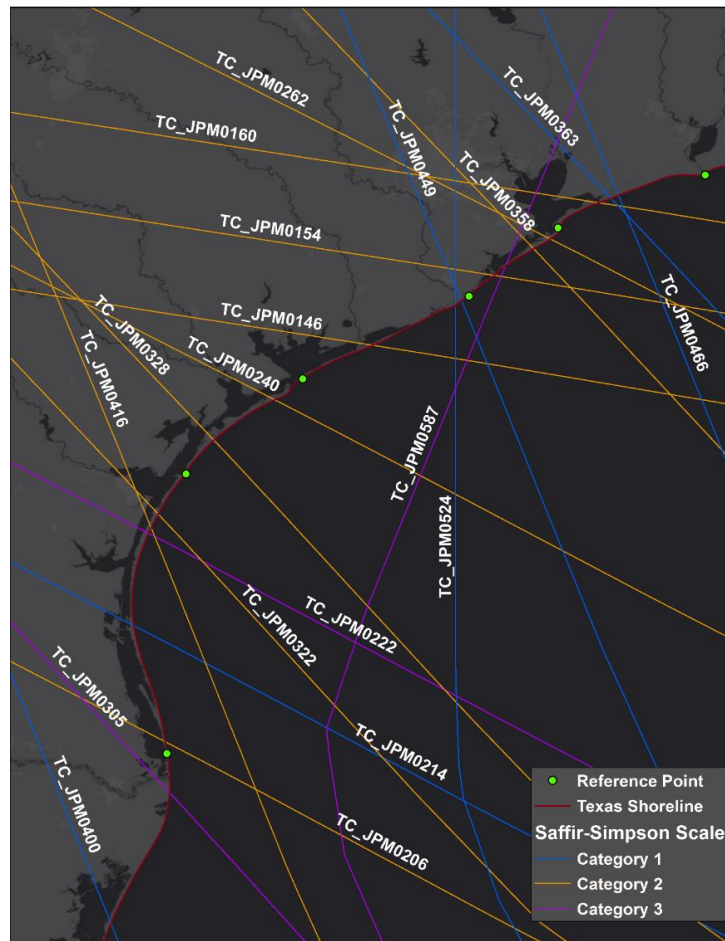 TC_JPM0262
TC_JPM0160
TC_JPM0363
TC_JPM0449
TC_JPM0358
TC_JPM0154
TC_JPM0146
TC_JPM0466
TC_JPM0328
TC_JPM0240
TC_JPM0416
TC_JPM0587
TC_JPM0524
TC_JPM0222
TC_JPM0322
TC_JPM0305
TC_JPM0214
TC_JPM0400
TC_JPM0206
Reference Point
Texas Shoreline
Saffir-Simpson Scale
Category 1
Category 2
Category 3